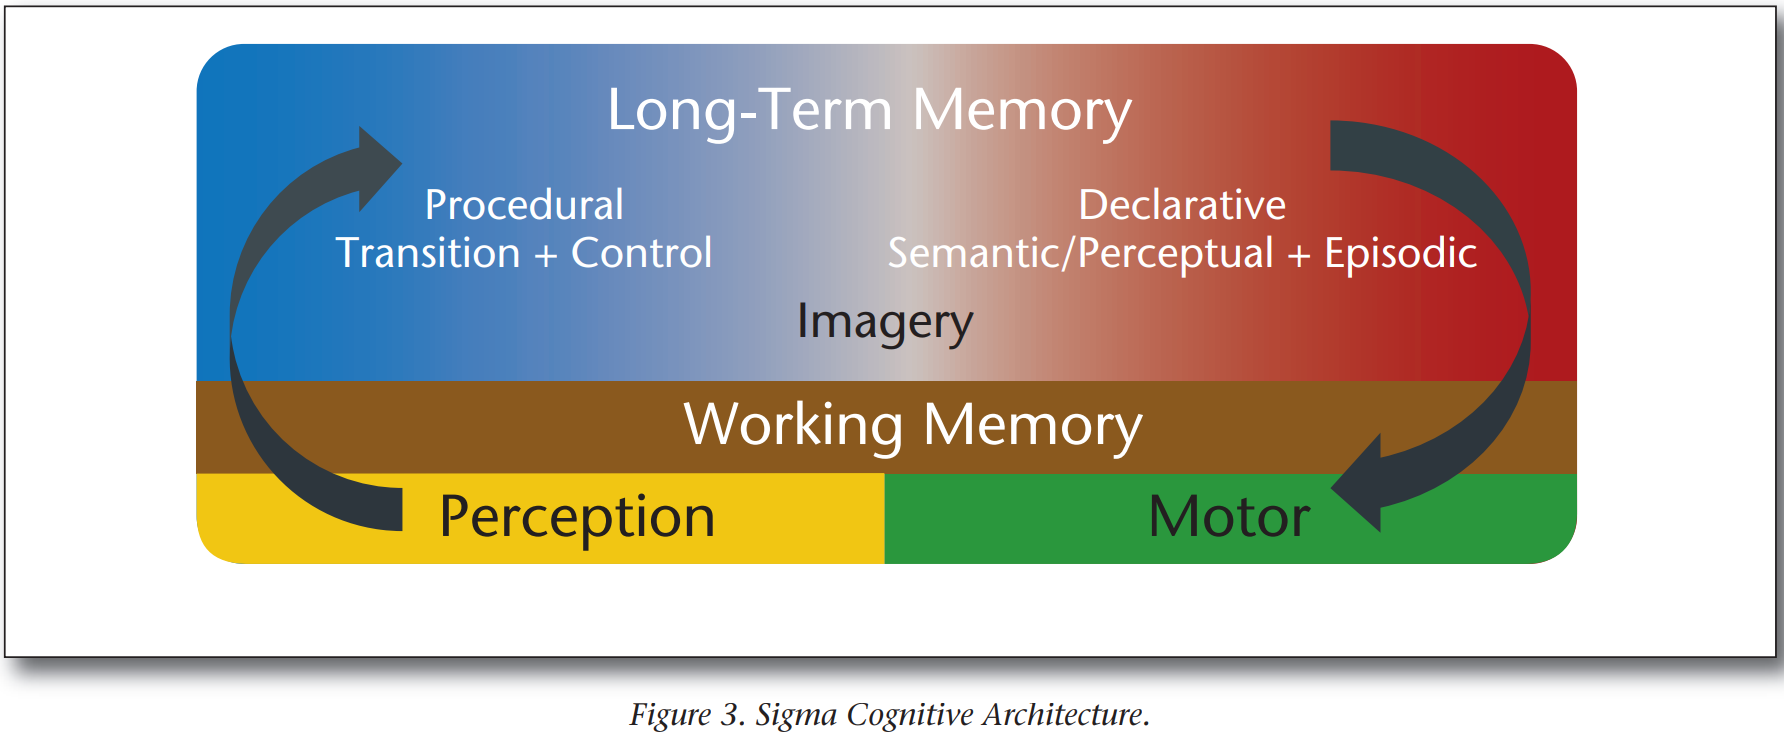 Long-Term Memory
Procedural
Transition + Control
Declarative
Semantic/Perceptual + Episodic
Imagery
Working Memory
Perception
Motor
Figure 3. Sigma Cognitive Architecture.